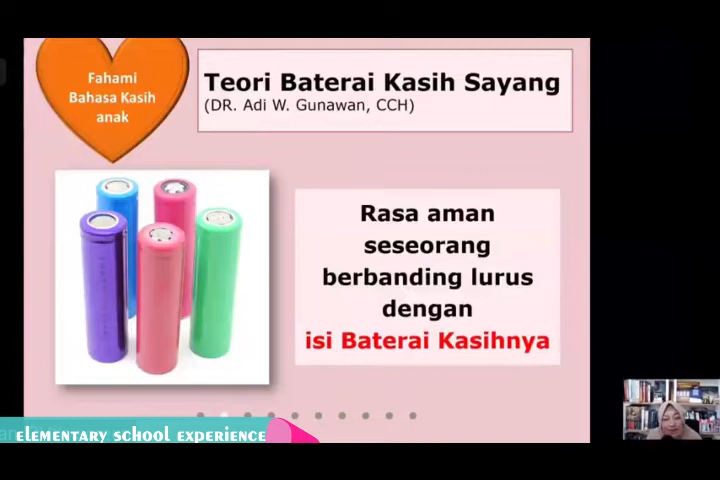 Fahami
Bahasa Kasih
anak
Teori Baterai Kasih Sayang
(DR. Adi W. Gunawan, CCH)
Rasa aman
seseorang
berbanding lurus
dengan
isi Baterai Kasihnya
elementary school experience